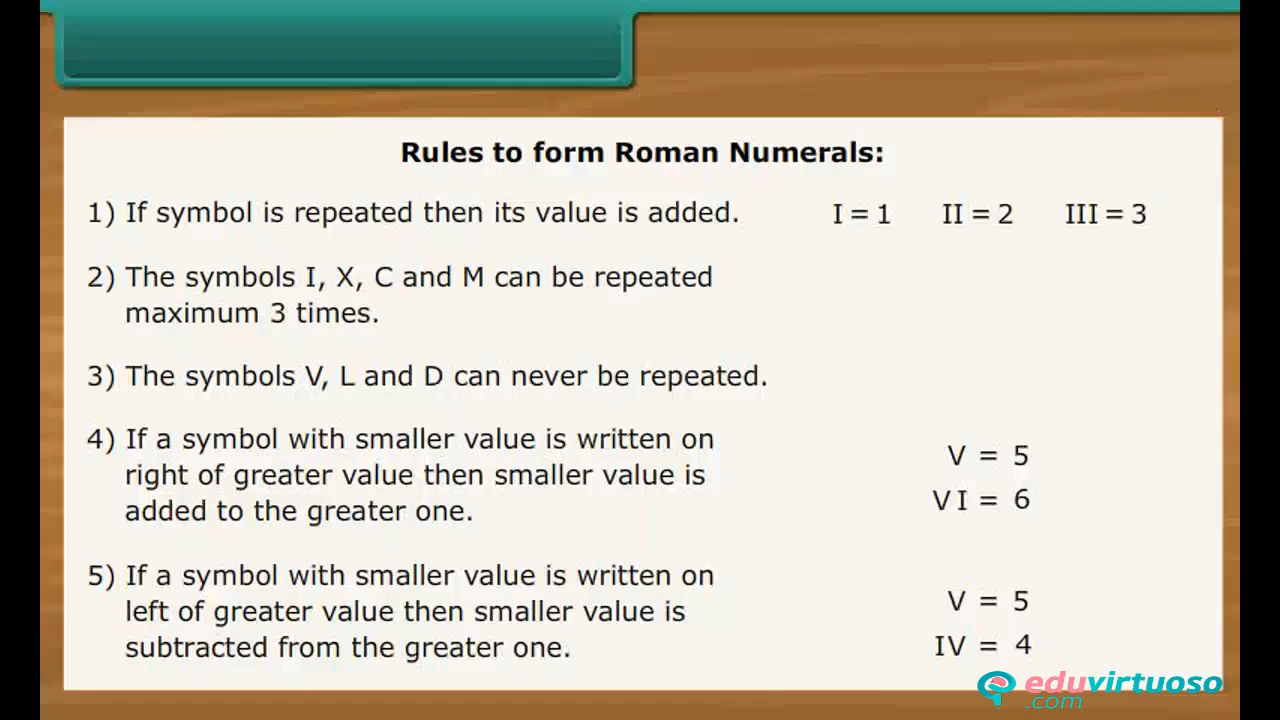 Rules to form Roman Numerals:
1) If symbol is repeated then its value is added. I = 1 II = 2 III = 3
2) The symbols I, X, C and M can be repeated
maximum 3 times.
3) The symbols V, L and D can never be repeated.
4) If a symbol with smaller value is written on
right of greater value then smaller value is
added to the greater one.
V = 5
VI = 6
5) If a symbol with smaller value is written on
left of greater value then smaller value is
subtracted from the greater one.
V = 5
IV = 4
eduvirtuoso
.com